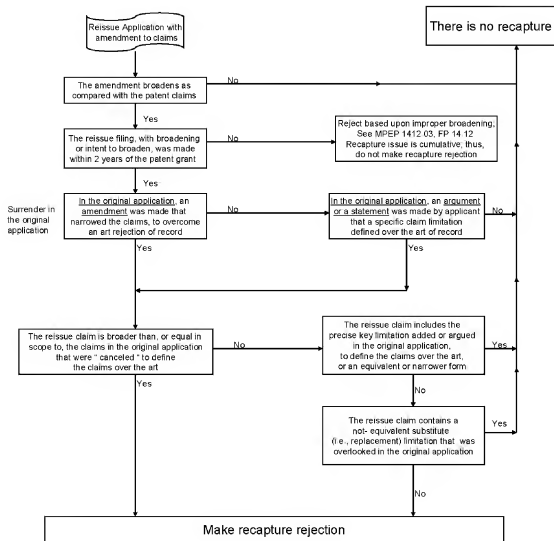 There is no recapture
Reissue Application with
amendment to claims
The amendment broadens as
compared with the patent claims
No
Yes
The reissue filing, with broadening
or intent to broaden, was made
within 2 years of the patent grant
No
Reject based upon improper broadening;
See MPEP 1412.03, FP 14.12
Recapture issue is cumulative; thus,
do not make recapture rejection
Yes
Surrender in
the original
application
In the original application, an
amendment was made that
narrowed the claims, to overcome
an art rejection of record
No
In the original application, an argument
or a statement was made by applicant
that a specific claim limitation
defined over the art of record
No
Yes
Yes
The reissue claim is broader than, or equal in
scope to, the claims in the original application
that were " canceled " to define
the claims over the art
No
The reissue claim includes the
precise key limitation added or argued
in the original application,
to define the claims over the art,
or an equivalent or narrower form
Yes
Yes
No
The reissue claim contains a
not- equivalent substitute
(I.e., replacement) limitation that was
overlooked in the original application
Yes
No
Make recapture rejection